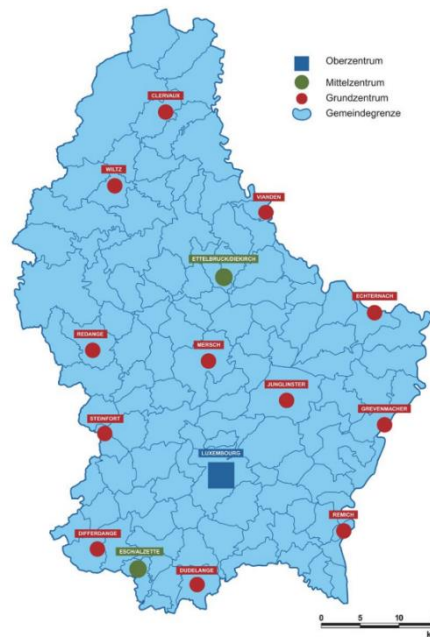 Oberzentrum
Mittelzentrum
Grundzentrum
Gemeindegrenze
CLERVAUX
WILTZ
VIANDEN
ETTELBRUCK/DIEKIRCH
ECHTERNACH
REDANGE
MERSCH
JUNGLINSTER
GREVENMACHER
STEINFORT
LUXEMBOURG
REMICH
DIFFERGANGE
ESCH/ALZETTE
DUDELANGE
0 5 10